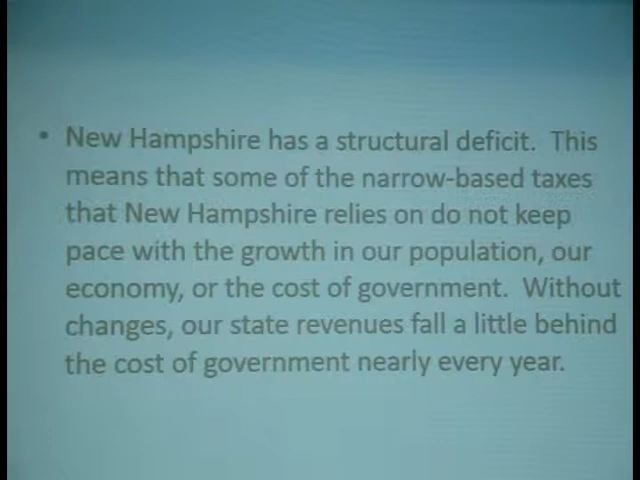 • New Hampshire has a structural deficit.  This
means that some of the narrow-based taxes
that New Hampshire relies on do not keep
pace with the growth in our population, our
economy, or the cost of government.  Without
changes, our state revenues fall a little behind
the cost of government nearly every year.